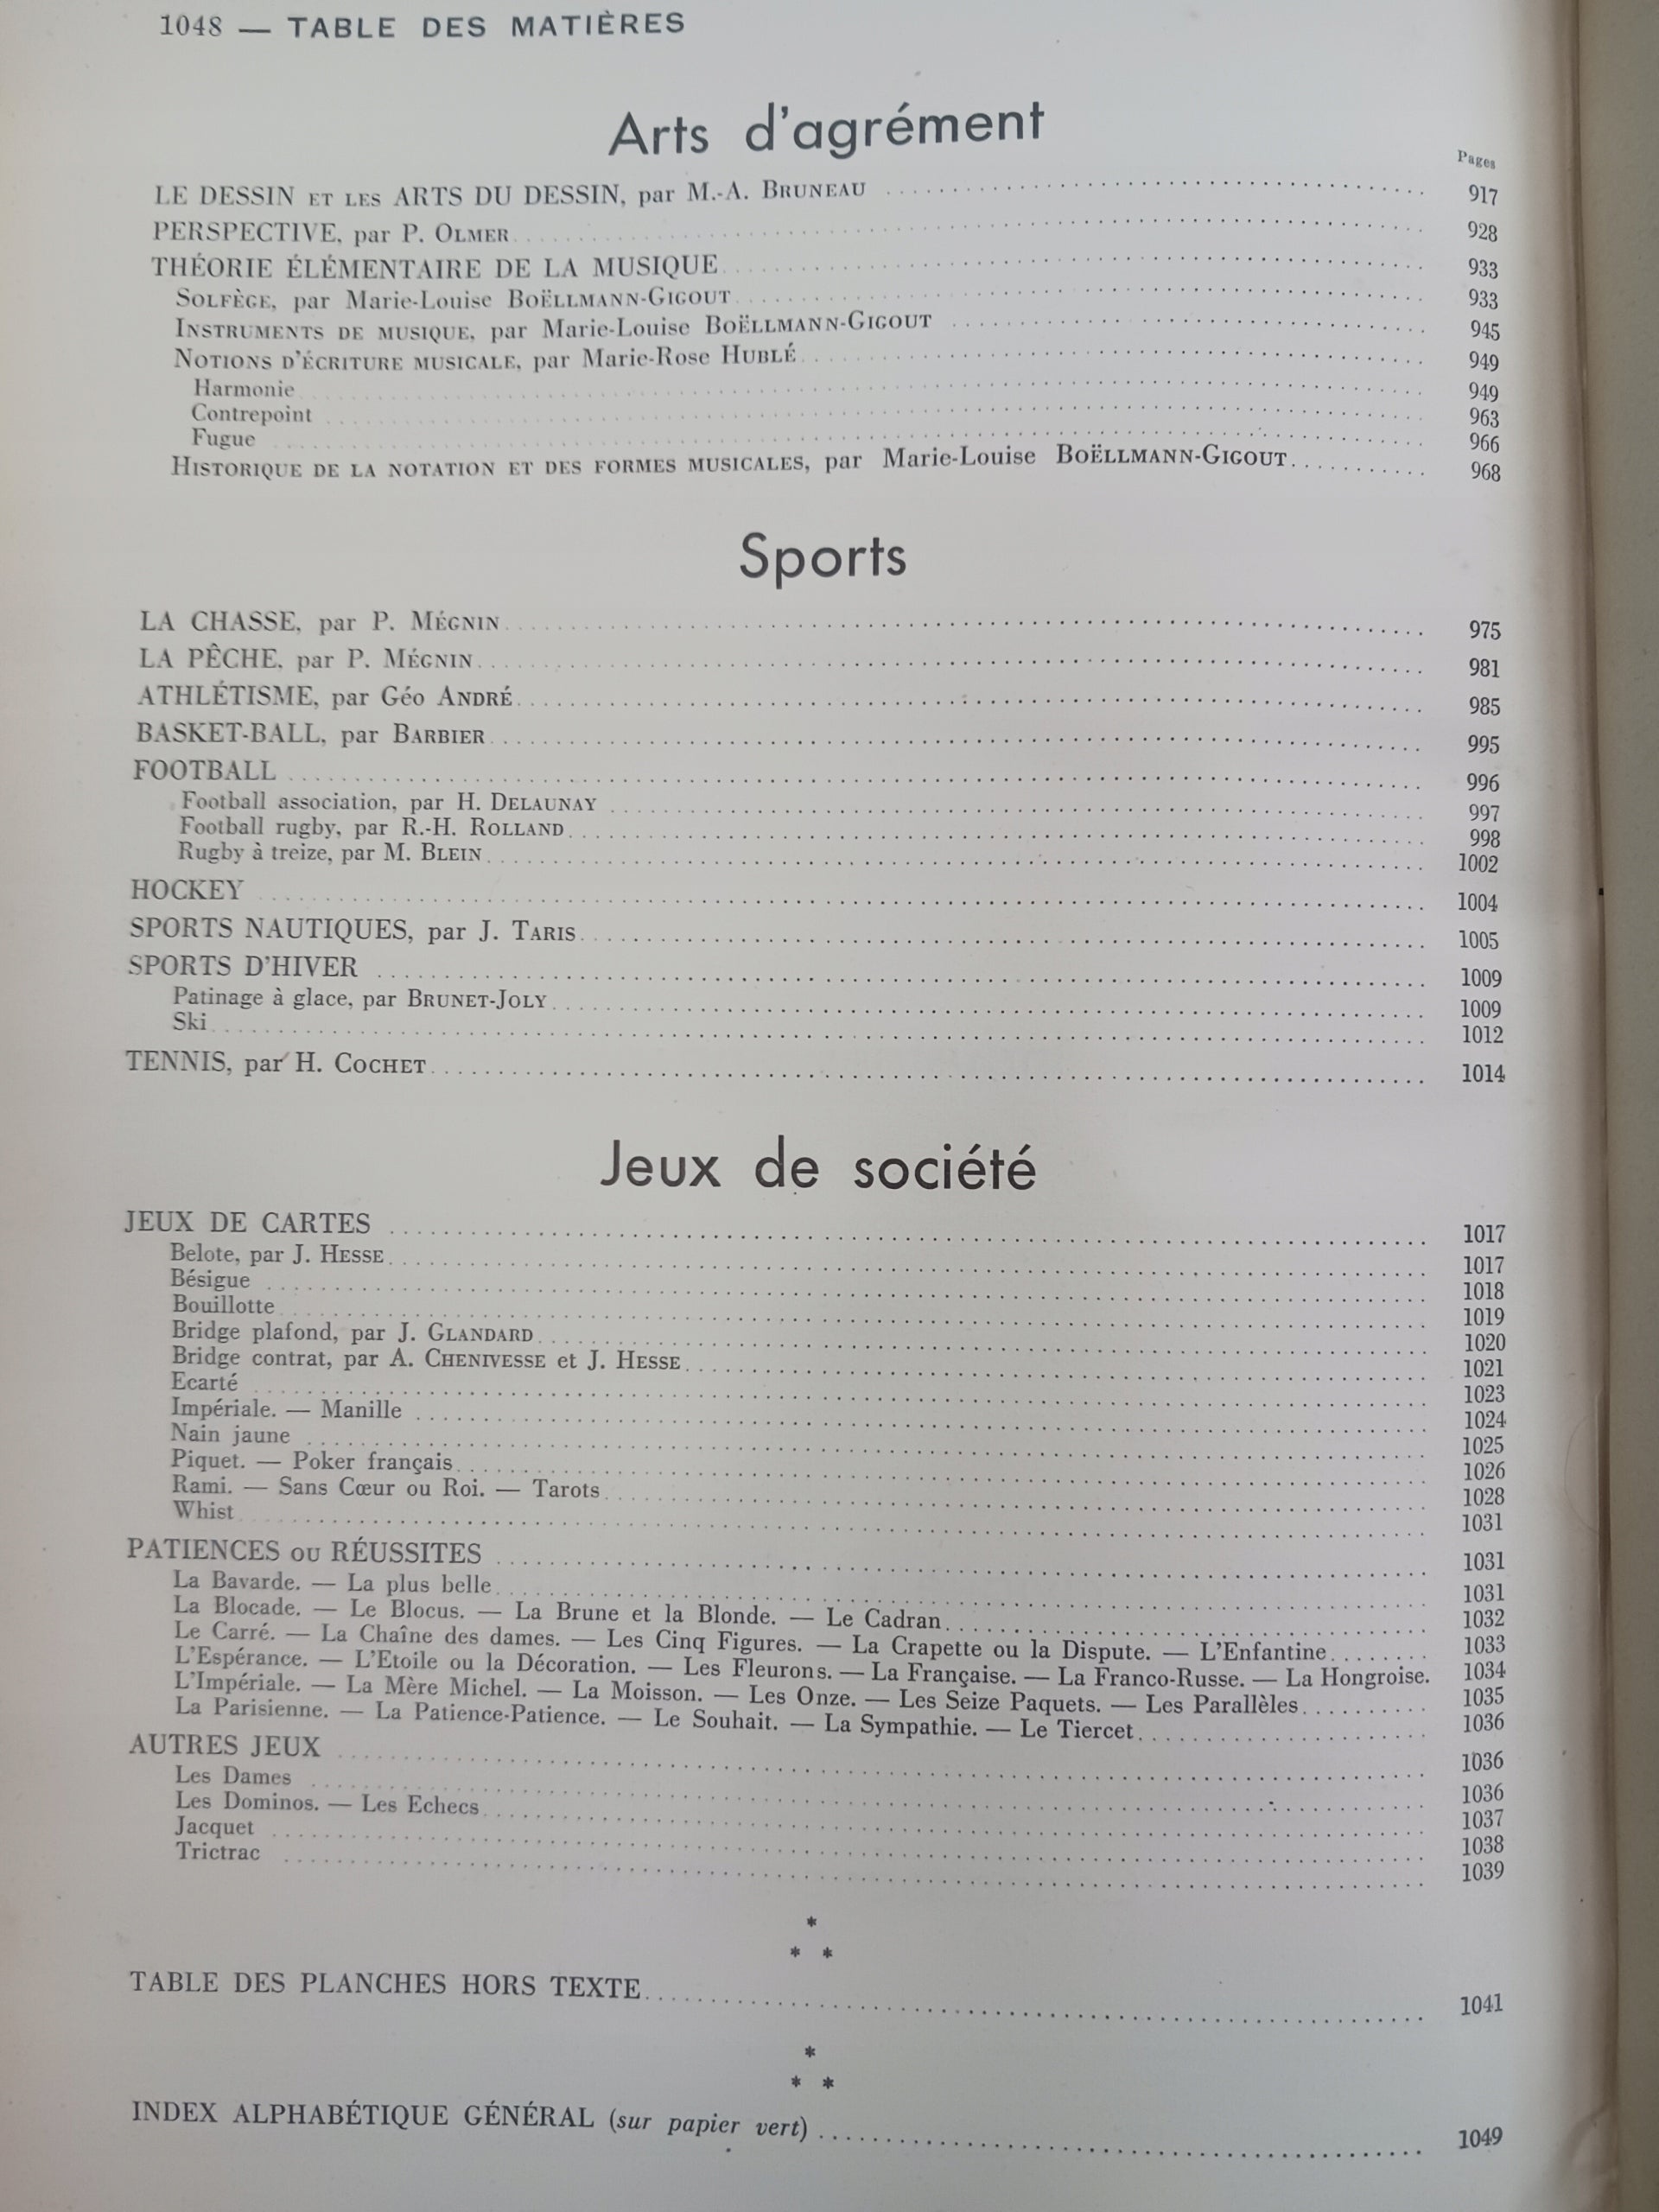 1048 — TABLE DES MATIÈRES
Arts d'agrément
Pages
LE DESSIN ET LES ARTS DU DESSIN, par M.-A. BRUNEAU 917
PERSPECTIVE, par P. OLMER 928
THÉORIE ÉLÉMENTAIRE DE LA MUSIQUE 933
SOLFÈGE, par Marie-Louise BOËLLMANN-GIGOUT 933
INSTRUMENTS DE MUSIQUE, par Marie-Louise BOËLLMANN-GIGOUT 945
NOTIONS D'ÉCRITURE MUSICALE, par Marie-Rose HUBLÉ 949
Harmonie 949
Contrepoint 963
Fugue 966
HISTORIQUE DE LA NOTATION ET DES FORMES MUSICALES, par Marie-Louise BOËLLMANN-GIGOUT 968
Sports
LA CHASSE, par P. MÉGNIN 975
LA PÊCHE, par P. MÉGNIN 981
ATHLÉTISME, par Géo ANDRÉ 985
BASKET-BALL, par BARBIER 995
FOOTBALL 996
Football association, par H. DELAUNAY 997
Football rugby, par R.-H. ROLLAND 998
Rugby à treize, par M. BLEIN 1002
HOCKEY 1004
SPORTS NAUTIQUES, par J. TARIS 1005
SPORTS D'HIVER 1009
Patinage à glace, par BRUNET-JOLY 1009
Ski 1012
TENNIS, par H. COCHET 1014
Jeux de société
JEUX DE CARTES 1017
Belote, par J. HESSE 1017
Bésigue 1018
Bouillotte 1019
Bridge plafond, par J. GLANDARD 1020
Bridge contrat, par A. CHENIVESSE et J. HESSE 1021
Ecarté 1023
Impériale. — Manille 1024
Nain jaune 1025
Piquet. — Poker français 1026
Rami. — Sans Cœur ou Roi. — Tarots 1028
Whist 1031
PATIENCES OU RÉUSSITES 1031
La Bavarde. — La plus belle 1031
La Blocade. — Le Blocus. — La Brune et la Blonde. — Le Cadran 1032
Le Carré. — La Chaîne des dames. — Les Cinq Figures. — La Crapette ou la Dispute. — L'Enfantine 1033
L'Espérance. — L'Etoile ou la Décoration. — Les Fleurons. — La Française. — La Franco-Russe. — La Hongroise. 1034
L'Impériale. — La Mère Michel. — La Moisson. — Les Onze. — Les Seize Paquets. — Les Parallèles 1035
La Parisienne. — La Patience-Patience. — Le Souhait. — La Sympathie. — Le Tiercet 1036
AUTRES JEUX 1036
Les Dames 1036
Les Dominos. — Les Echecs 1037
Jacquet 1038
Trictrac 1039
*
* *
TABLE DES PLANCHES HORS TEXTE 1041
*
* *
INDEX ALPHABÉTIQUE GÉNÉRAL (sur papier vert) 1049